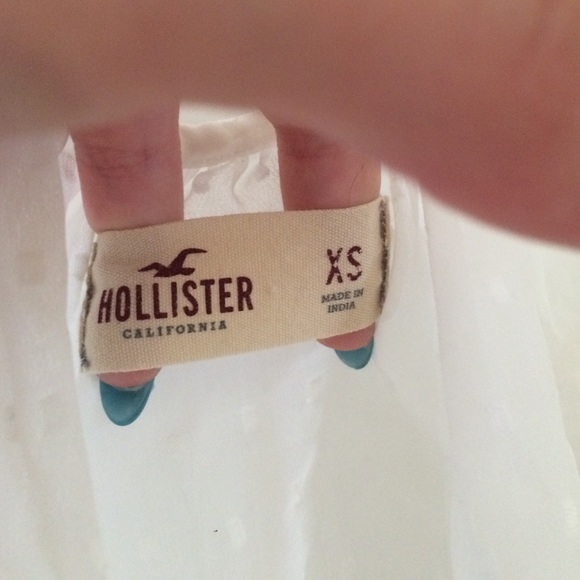 HOLLISTER
CALIFORNIA
XS
MADE IN
INDIA